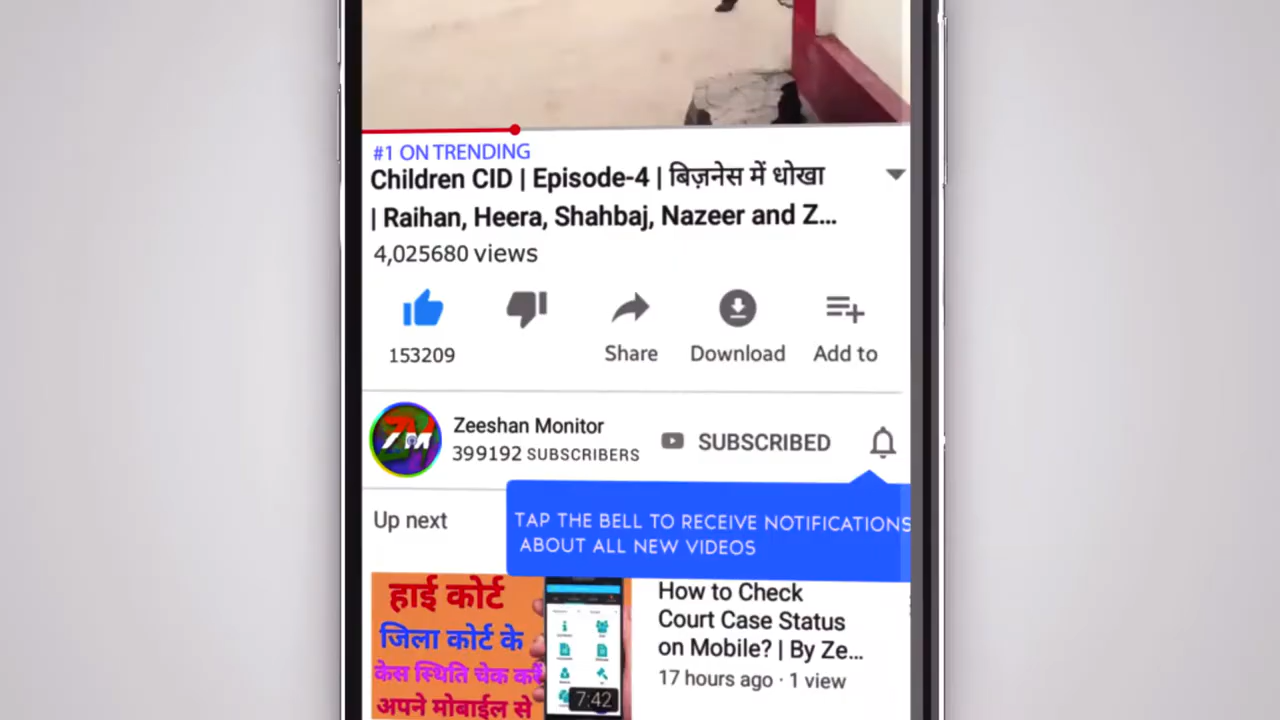 #1 ON TRENDING
Children CID | Episode-4 | बिज़नेस में धोखा
| Raihan, Heera, Shahbaj, Nazeer and Z...
4,025680 views
153209
Share
Download
Add to
ZM
Zeeshan Monitor
399192 SUBSCRIBERS
SUBSCRIBED
Up next
TAP THE BELL TO RECEIVE NOTIFICATIONS
ABOUT ALL NEW VIDEOS
हाई कोर्ट
जिला कोर्ट के
केस स्थिति चेक करें
अपने मोबाईल से
7:42
How to Check
Court Case Status
on Mobile? | By Ze...
17 hours ago · 1 view